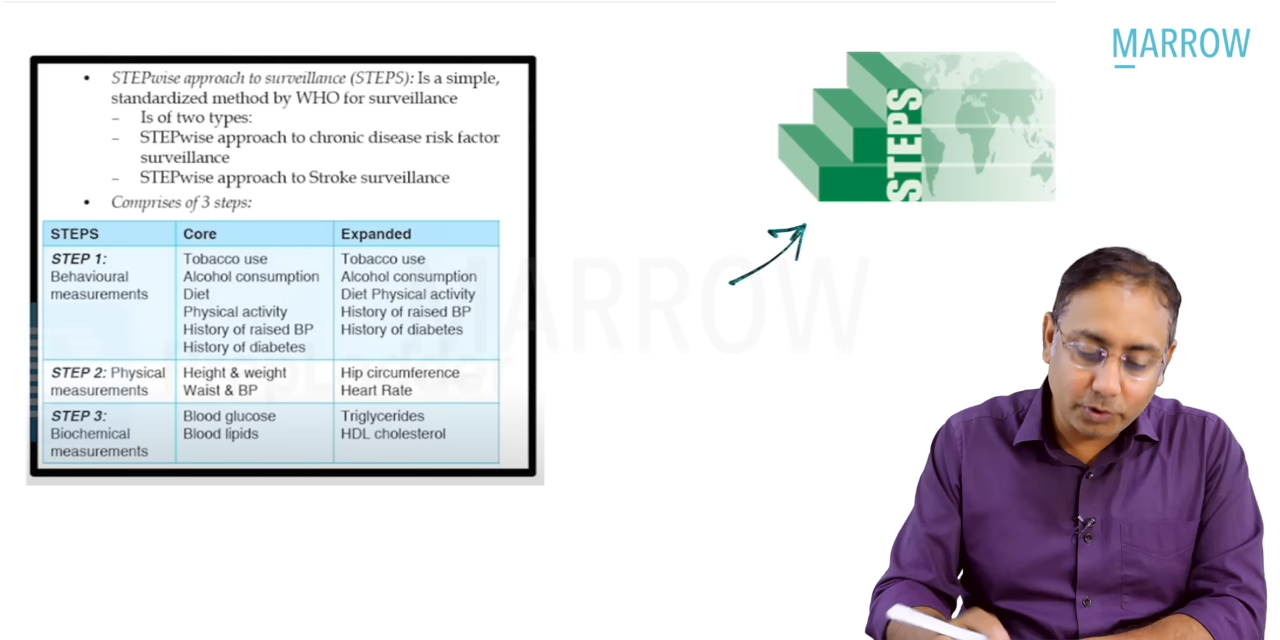 MARROW
• STEPwise approach to surveillance (STEPS): Is a simple,
standardized method by WHO for surveillance
– Is of two types:
– STEPwise approach to chronic disease risk factor
surveillance
– STEPwise approach to Stroke surveillance
• Comprises of 3 steps:
STEPS Core Expanded
STEP 1: Tobacco use Tobacco use
Behavioural Alcohol consumption Alcohol consumption
measurements Diet Diet Physical activity
Physical activity History of raised BP
History of raised BP History of diabetes
History of diabetes
STEP 2: Physical Height & weight Hip circumference
measurements Waist & BP Heart Rate
STEP 3: Blood glucose Triglycerides
Biochemical Blood lipids HDL cholesterol
measurements
STEPS
MARROW